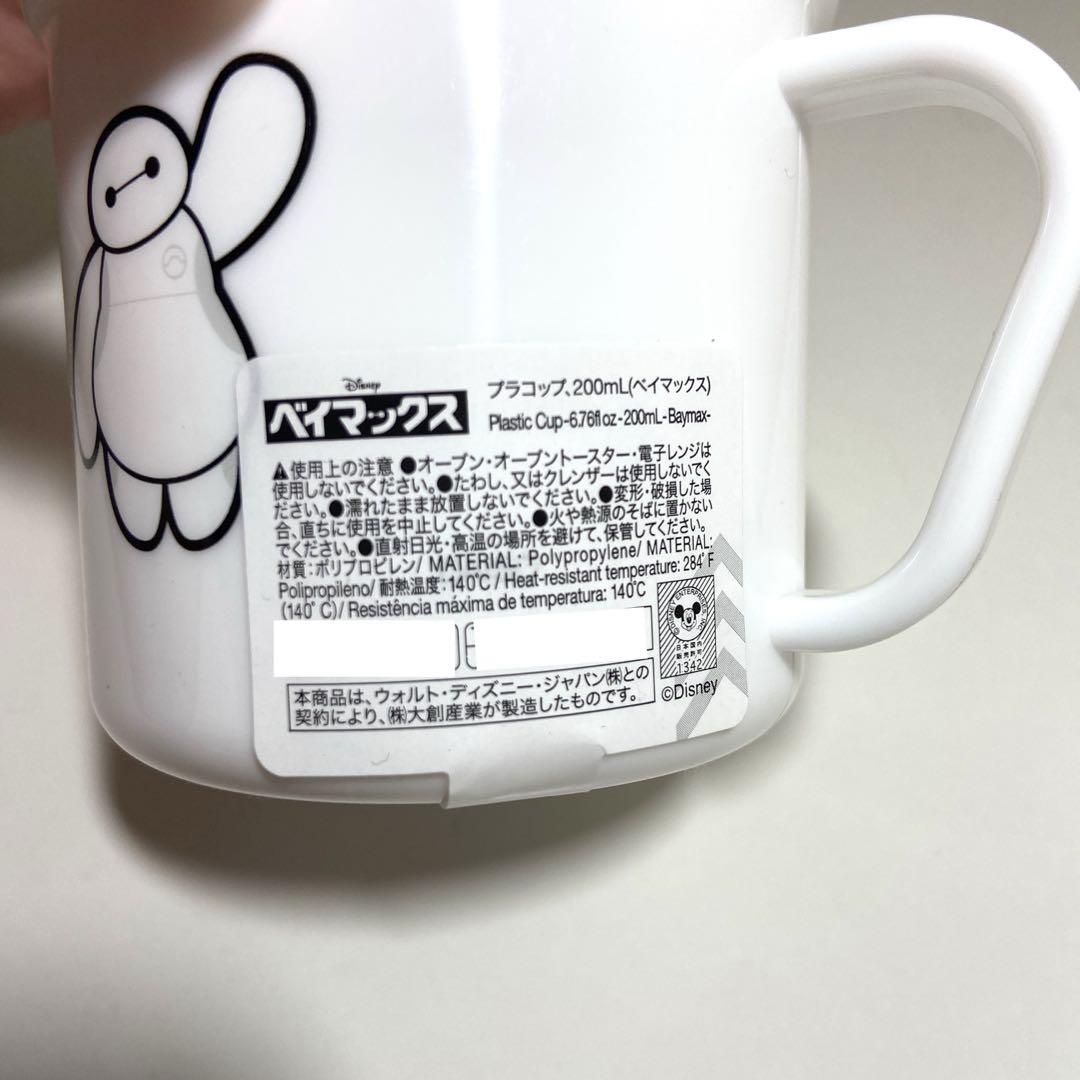 Disney
ベイマックス
プラコップ、200mL(ベイマックス)
Plastic Cup-6.76fl oz-200mL-Baymax-
⚠使用上の注意 ●オーブン・オーブントースター・電子レンジは
使用しないでください。●たわし、又はクレンザーは使用しないでく
ださい。●濡れたまま放置しないでください。●変形・破損した場
合、直ちに使用を中止してください。●火や熱源のそばに置かない
でください。●直射日光・高温の場所を避けて、保管してください。
材質:ポリプロピレン/ MATERIAL: Polypropylene/ MATERIAL:
Polipropileno/ 耐熱温度:140℃ / Heat-resistant temperature: 284°F
(140°C)/ Resistência máxima de temperatura: 140℃
本商品は、ウォルト・ディズニー・ジャパン㈱との
契約により、㈱大創産業が製造したものです。
©DISNEY ENTERPRISES, INC.
日本国内
販売許可
1342
©Disney